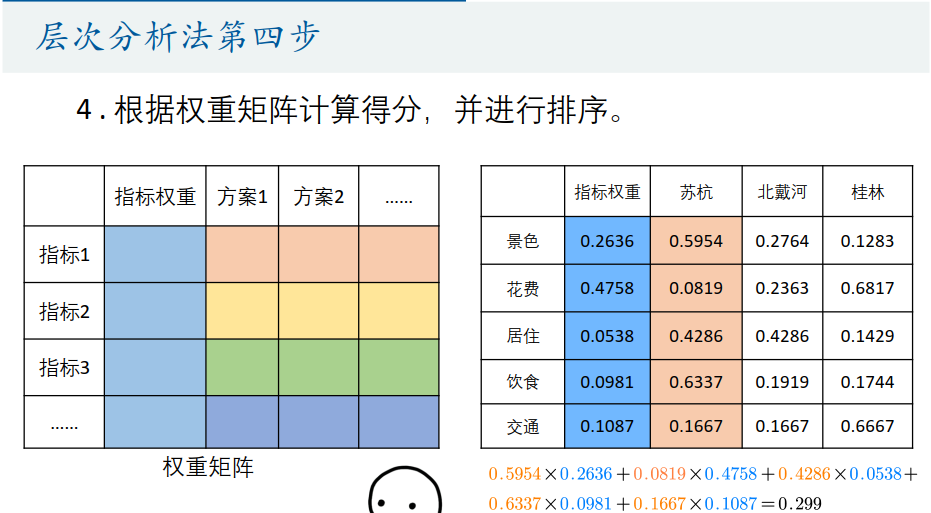 层次分析法第四步
4.根据权重矩阵计算得分，并进行排序。
指标权重 方案1 方案2 ......
指标1
指标2
指标3
......
权重矩阵
指标权重 苏杭 北戴河 桂林
景色 0.2636 0.5954 0.2764 0.1283
花费 0.4758 0.0819 0.2363 0.6817
居住 0.0538 0.4286 0.4286 0.1429
饮食 0.0981 0.6337 0.1919 0.1744
交通 0.1087 0.1667 0.1667 0.6667
0.5954×0.2636+0.0819×0.4758+0.4286×0.0538+
0.6337×0.0981+0.1667×0.1087=0.299